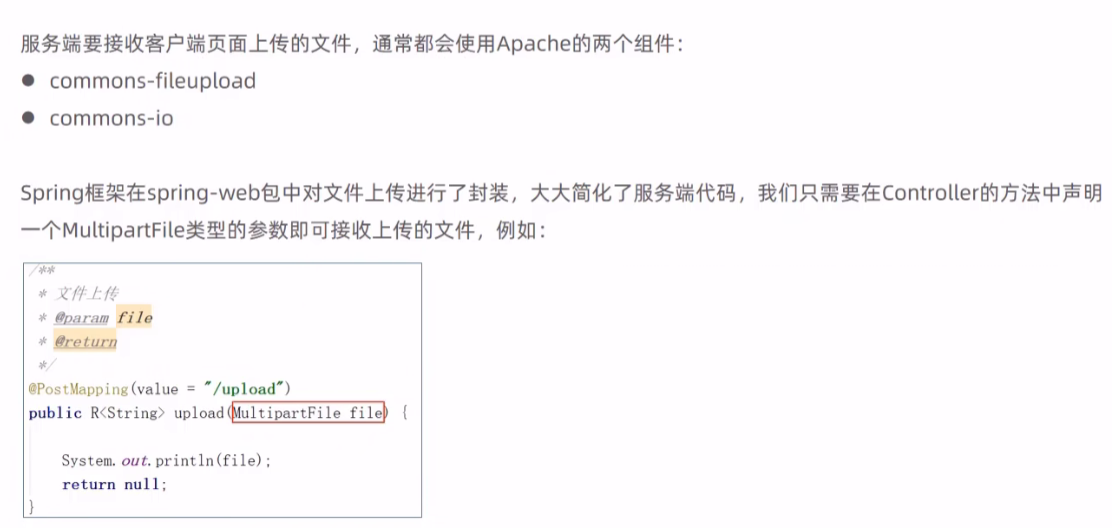 服务端要接收客户端页面上传的文件，通常都会使用Apache的两个组件：
● commons-fileupload
● commons-io
Spring框架在spring-web包中对文件上传进行了封装，大大简化了服务端代码，我们只需要在Controller的方法中声明
一个MultipartFile类型的参数即可接收上传的文件，例如：
/**
 * 文件上传
 * @param file
 * @return
 */
@PostMapping(value = "/upload")
public R<String> upload(MultipartFile file) {
    System.out.println(file);
    return null;
}